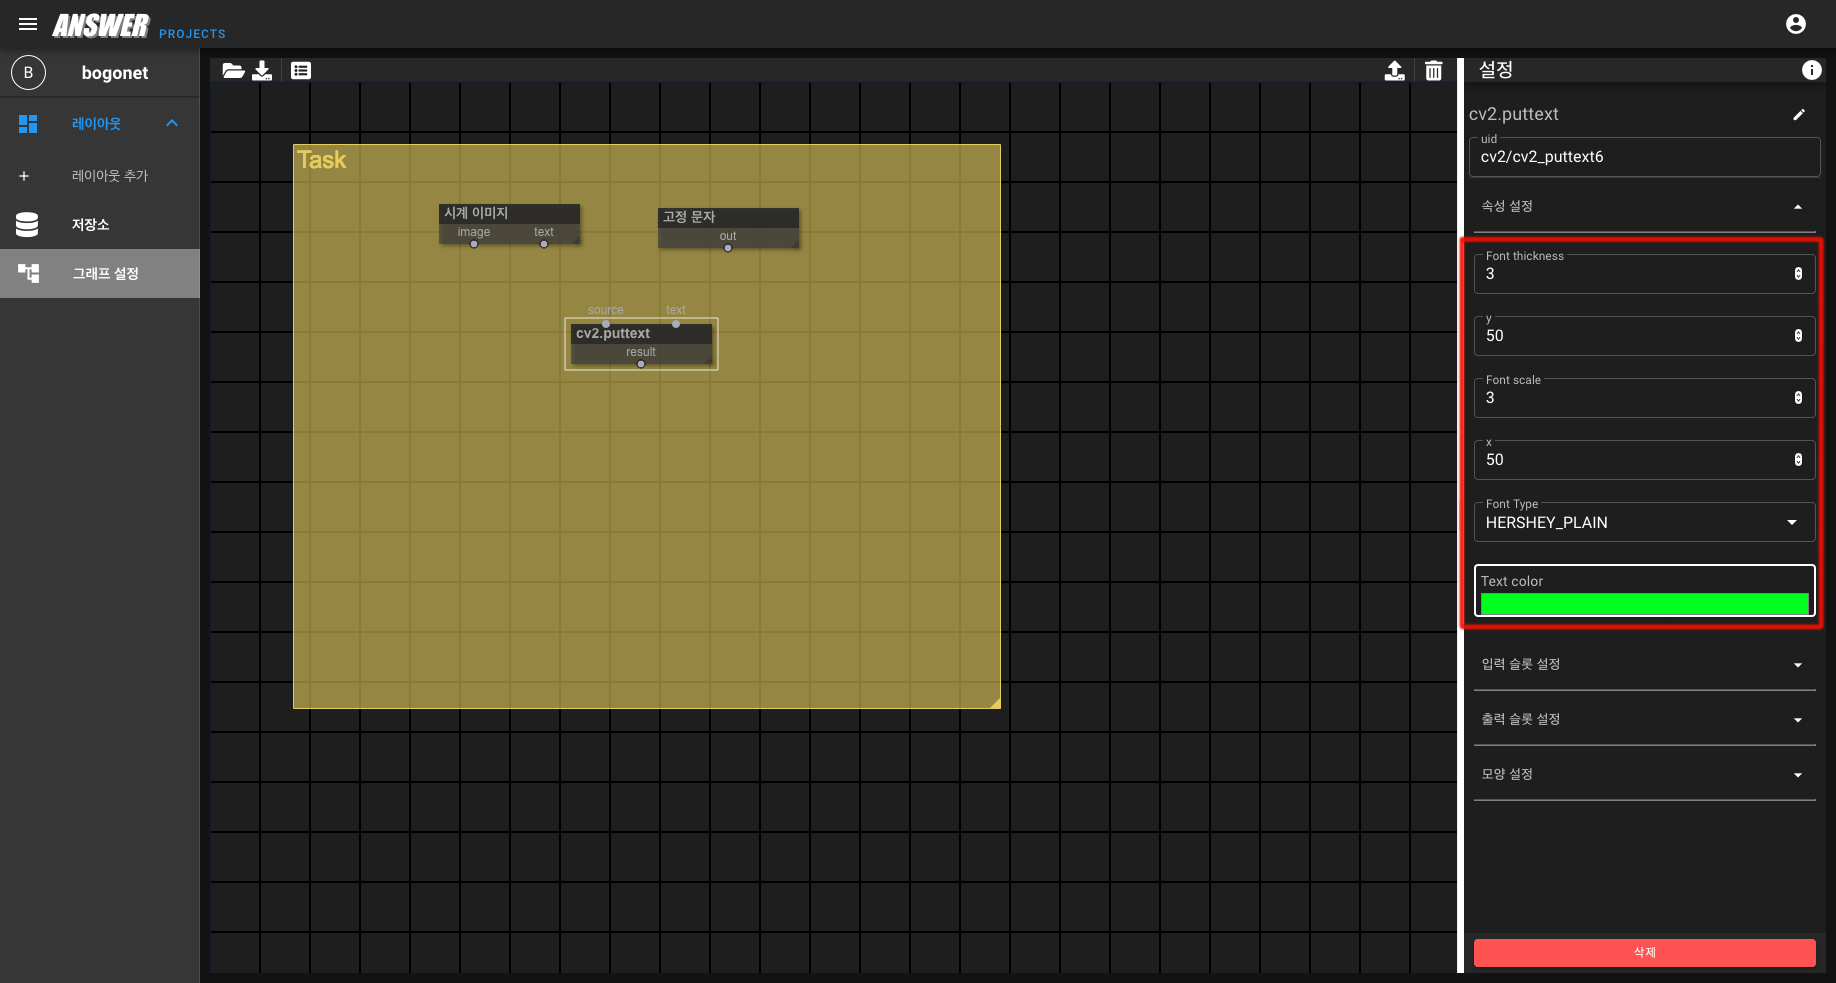 ANSWER PROJECTS
B bogonet
레이아웃
레이아웃 추가
저장소
그래프 설정
Task
시계 이미지
image text
고정 문자
out
source text
cv2.puttext
result
설정
cv2.puttext
uid
cv2/cv2_puttext6
속성 설정
Font thickness
3
y
50
Font scale
3
x
50
Font Type
HERSHEY_PLAIN
Text color
입력 슬롯 설정
출력 슬롯 설정
모양 설정
삭제